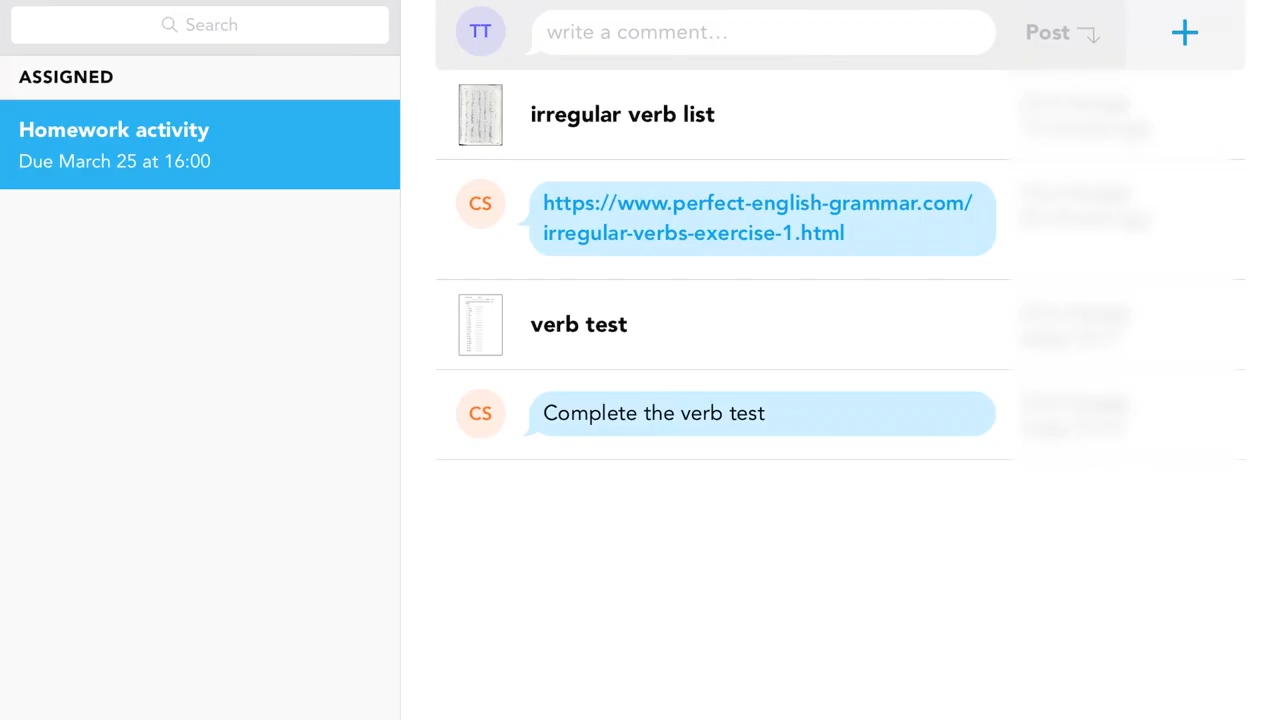 Search
ASSIGNED
Homework activity
Due March 25 at 16:00
TT
write a comment...
Post
irregular verb list
CS
https://www.perfect-english-grammar.com/
irregular-verbs-exercise-1.html
verb test
CS
Complete the verb test